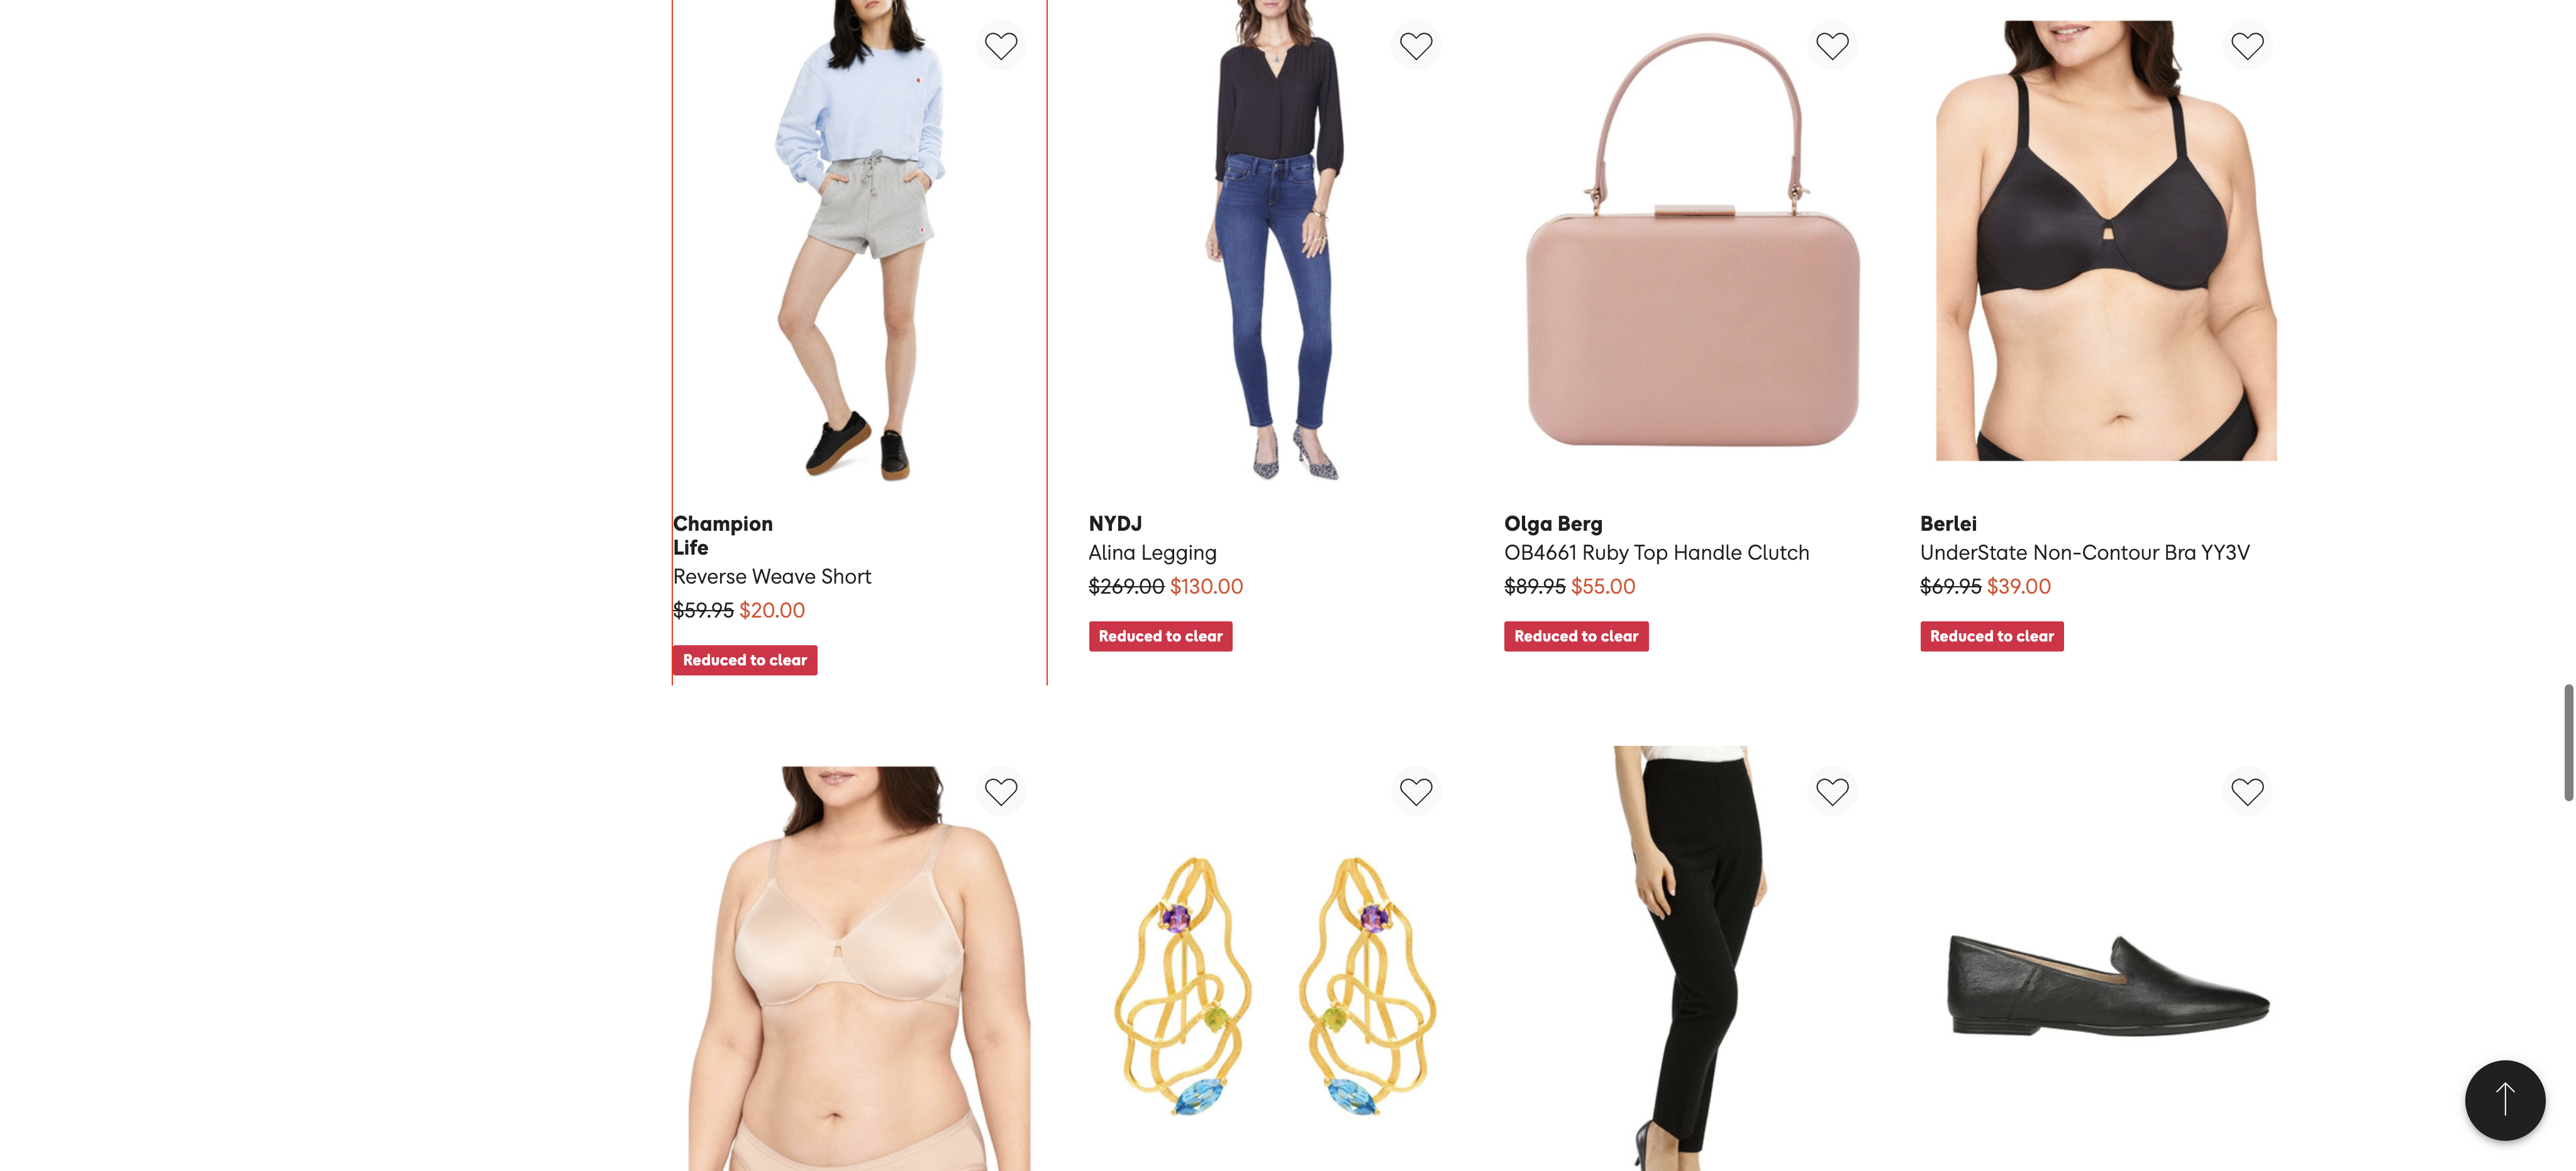 Champion
Life
Reverse Weave Short
$59.95 $20.00
Reduced to clear
NYDJ
Alina Legging
$269.00 $130.00
Reduced to clear
Olga Berg
OB4661 Ruby Top Handle Clutch
$89.95 $55.00
Reduced to clear
Berlei
UnderState Non-Contour Bra YY3V
$69.95 $39.00
Reduced to clear